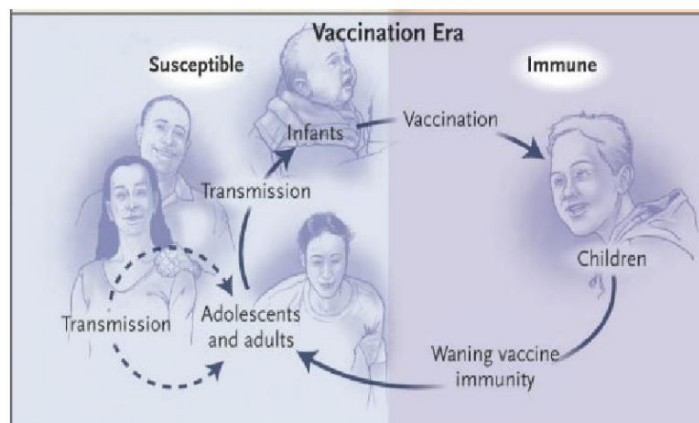 Vaccination Era
Susceptible
Immune
Infants
Vaccination
Transmission
Children
Transmission
Adolescents
and adults
Waning vaccine
immunity